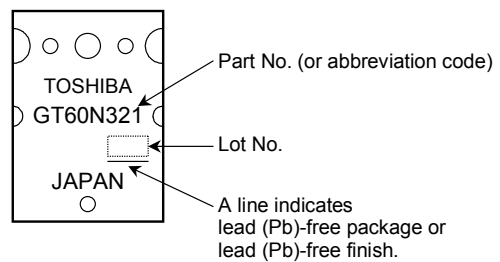 TOSHIBA
GT60N321
JAPAN
Part No. (or abbreviation code)
Lot No.
A line indicates
lead (Pb)-free package or
lead (Pb)-free finish.